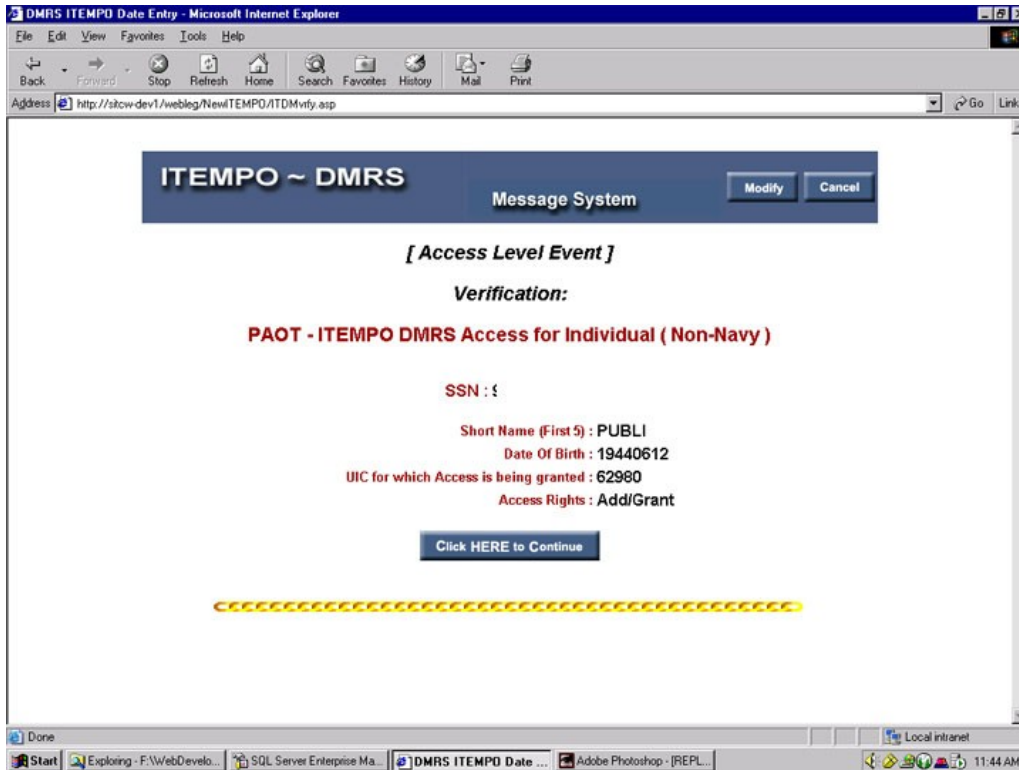 DMRS ITEMPO Date Entry - Microsoft Internet Explorer
File Edit View Favorites Tools Help
Back Forward Stop Refresh Home Search Favorites History Mail Print
Address http://sitcw-dev1/webleg/NewITEMPO/ITDMvrfy.asp Go Link
ITEMPO ~ DMRS
Message System
Modify Cancel
[ Access Level Event ]
Verification:
PAOT - ITEMPO DMRS Access for Individual ( Non-Navy )
SSN :
Short Name (First 5) : PUBLI
Date Of Birth : 19440612
UIC for which Access is being granted : 62980
Access Rights : Add/Grant
Click HERE to Continue
Done Local intranet
Start Exploring - F:\WebDevelo... SQL Server Enterprise Ma... DMRS ITEMPO Date ... Adobe Photoshop - [REPL... 11:44 AM